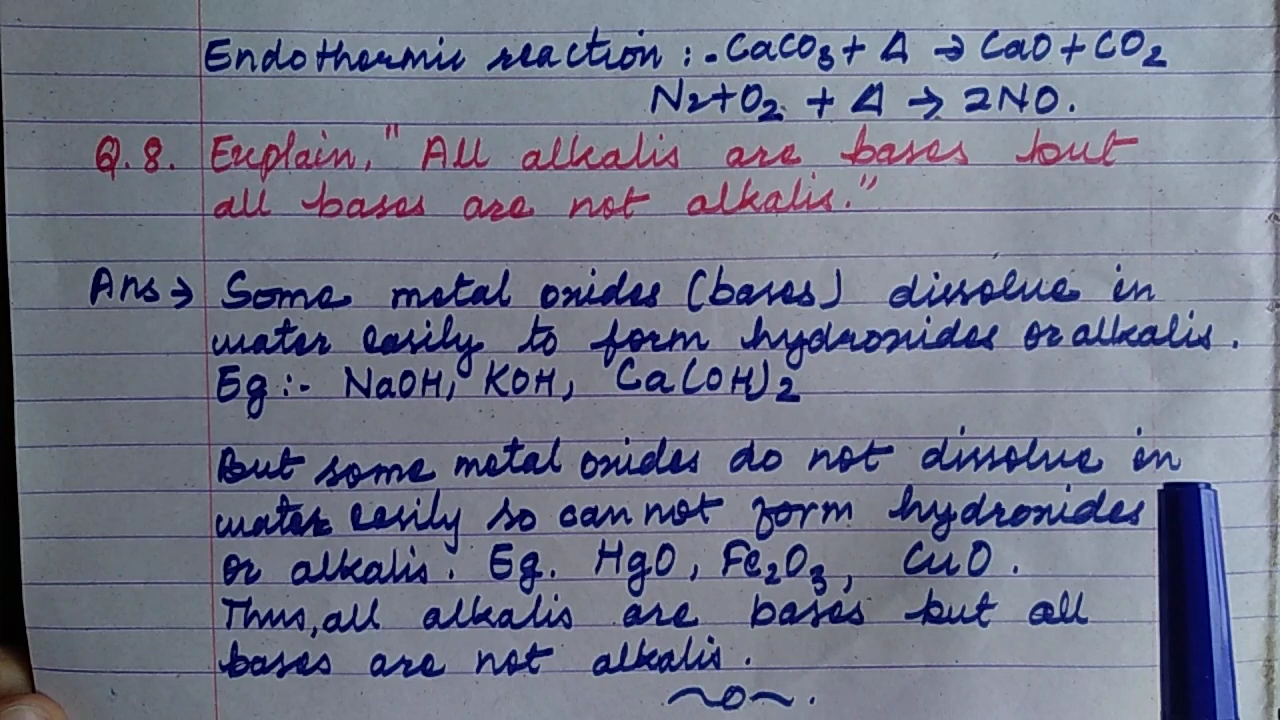 Endothermic reaction :- CaCO3 + Δ → CaO + CO2
N2 + O2 + Δ → 2NO.
Q.8. Explain, "All alkalis are bases but
all bases are not alkalis."
Ans → Some metal oxides (bases) dissolve in
water easily to form hydroxides or alkalis.
Eg :- NaOH, KOH, Ca(OH)2
But some metal oxides do not dissolve in
water easily so can not form hydroxides
or alkalis. Eg. HgO, Fe2O3, CuO.
Thus, all alkalis are bases but all
bases are not alkalis.
~o~.